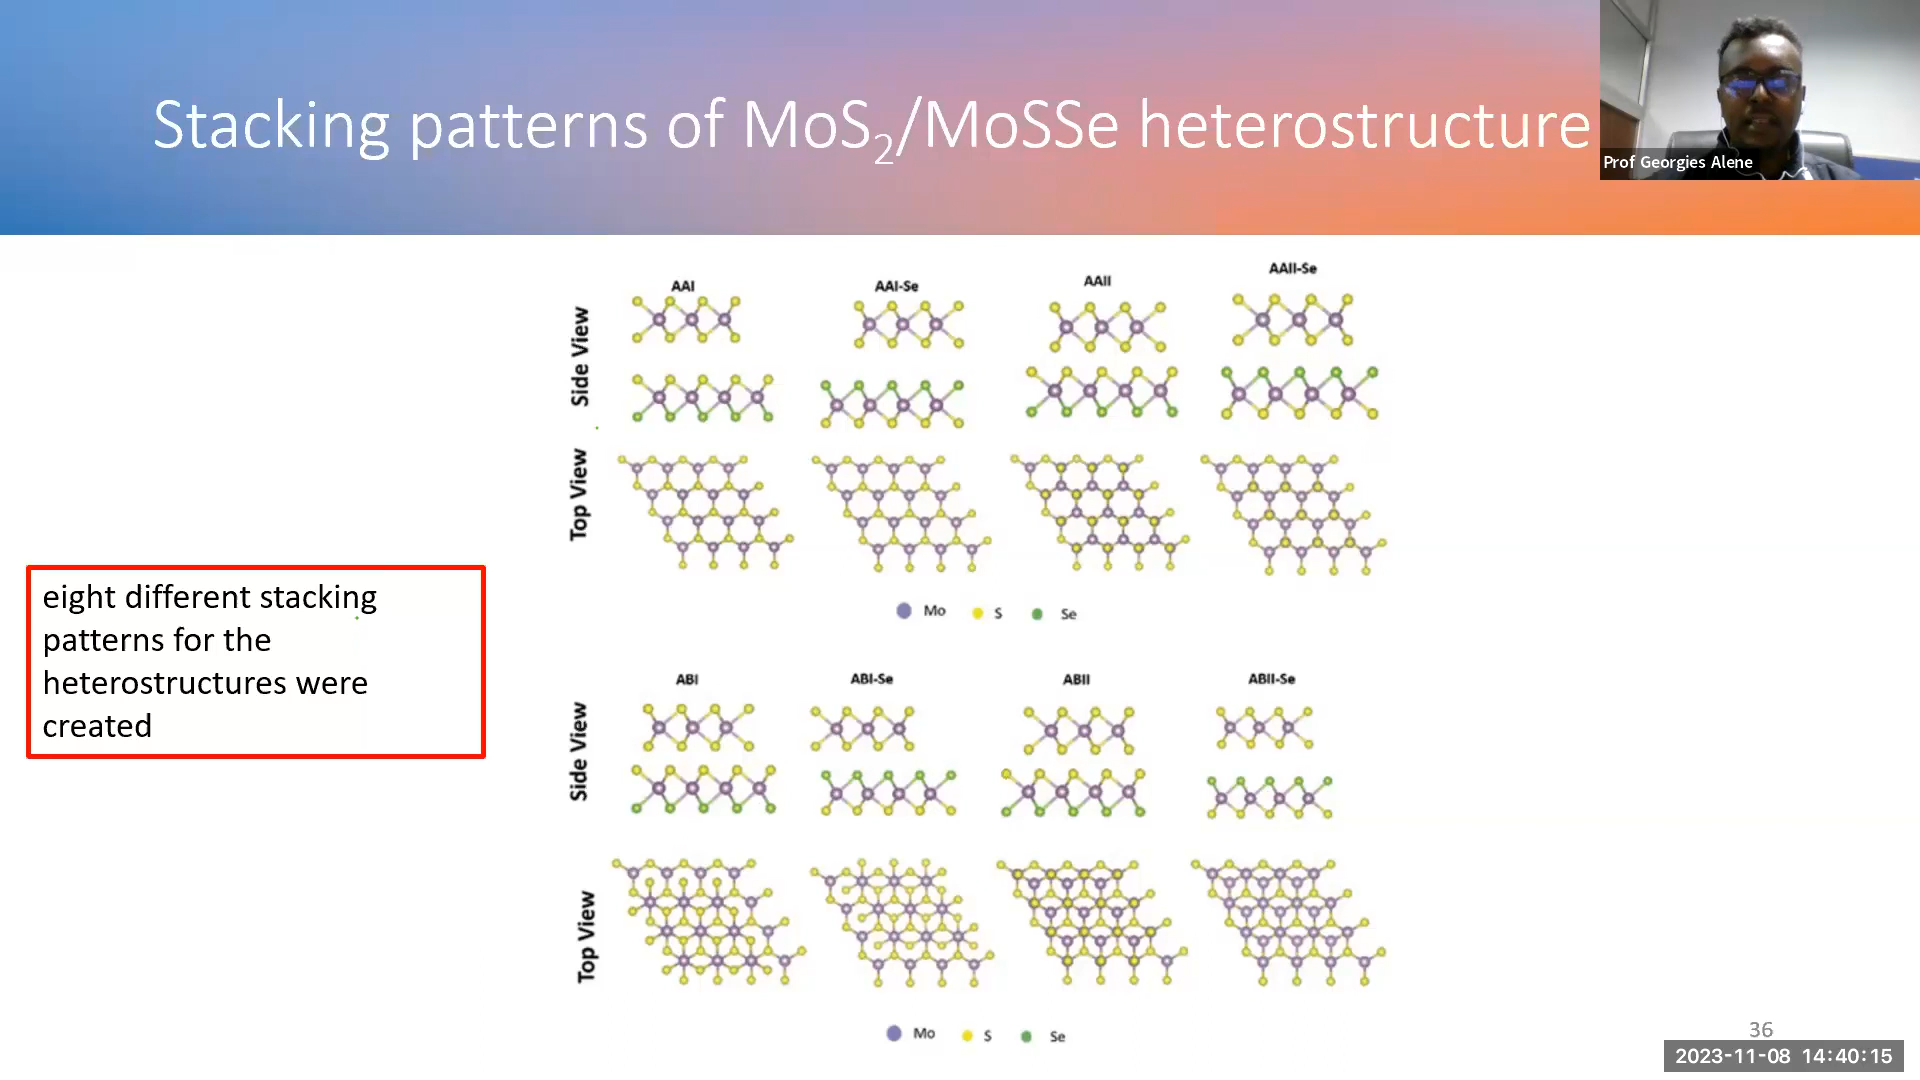 Stacking patterns of MoS₂/MoSSe heterostructure
Prof Georgies Alene
AAI
AAI-Se
AAII
AAII-Se
Side View
Top View
Mo S Se
eight different stacking
patterns for the
heterostructures were
created
ABI
ABI-Se
ABII
ABII-Se
Side View
Top View
Mo S Se
36
2023-11-08 14:40:15